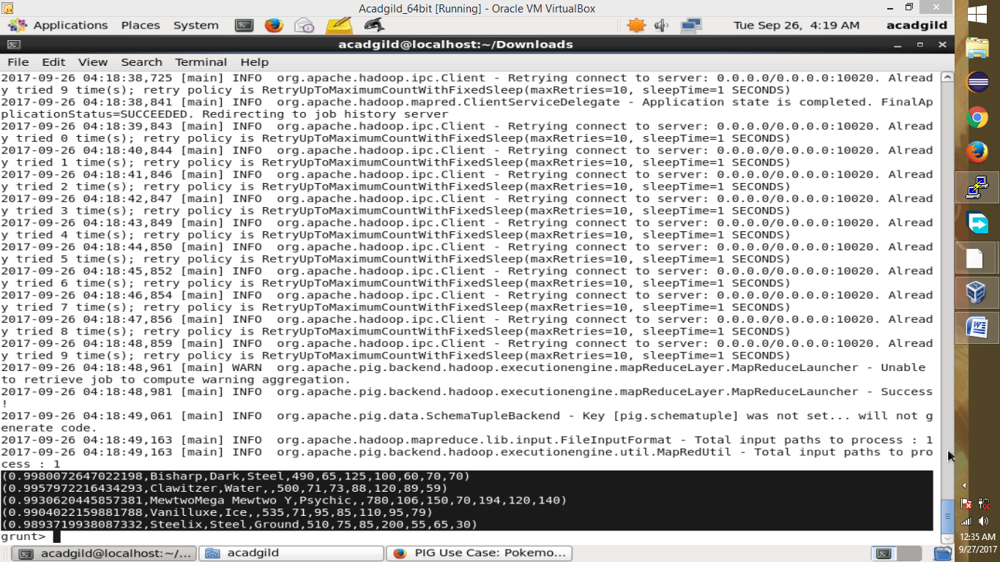 Acadgild_64bit [Running] - Oracle VM VirtualBox
Applications Places System Tue Sep 26, 4:19 AM acadgild
acadgild@localhost:~/Downloads
File Edit View Search Terminal Help
2017-09-26 04:18:38,725 [main] INFO  org.apache.hadoop.ipc.Client - Retrying connect to server: 0.0.0.0/0.0.0.0:10020. Alread
y tried 9 time(s); retry policy is RetryUpToMaximumCountWithFixedSleep(maxRetries=10, sleepTime=1 SECONDS)
2017-09-26 04:18:38,841 [main] INFO  org.apache.hadoop.mapred.ClientServiceDelegate - Application state is completed. FinalAp
plicationStatus=SUCCEEDED. Redirecting to job history server
2017-09-26 04:18:39,843 [main] INFO  org.apache.hadoop.ipc.Client - Retrying connect to server: 0.0.0.0/0.0.0.0:10020. Alread
y tried 0 time(s); retry policy is RetryUpToMaximumCountWithFixedSleep(maxRetries=10, sleepTime=1 SECONDS)
2017-09-26 04:18:40,844 [main] INFO  org.apache.hadoop.ipc.Client - Retrying connect to server: 0.0.0.0/0.0.0.0:10020. Alread
y tried 1 time(s); retry policy is RetryUpToMaximumCountWithFixedSleep(maxRetries=10, sleepTime=1 SECONDS)
2017-09-26 04:18:41,846 [main] INFO  org.apache.hadoop.ipc.Client - Retrying connect to server: 0.0.0.0/0.0.0.0:10020. Alread
y tried 2 time(s); retry policy is RetryUpToMaximumCountWithFixedSleep(maxRetries=10, sleepTime=1 SECONDS)
2017-09-26 04:18:42,847 [main] INFO  org.apache.hadoop.ipc.Client - Retrying connect to server: 0.0.0.0/0.0.0.0:10020. Alread
y tried 3 time(s); retry policy is RetryUpToMaximumCountWithFixedSleep(maxRetries=10, sleepTime=1 SECONDS)
2017-09-26 04:18:43,849 [main] INFO  org.apache.hadoop.ipc.Client - Retrying connect to server: 0.0.0.0/0.0.0.0:10020. Alread
y tried 4 time(s); retry policy is RetryUpToMaximumCountWithFixedSleep(maxRetries=10, sleepTime=1 SECONDS)
2017-09-26 04:18:44,850 [main] INFO  org.apache.hadoop.ipc.Client - Retrying connect to server: 0.0.0.0/0.0.0.0:10020. Alread
y tried 5 time(s); retry policy is RetryUpToMaximumCountWithFixedSleep(maxRetries=10, sleepTime=1 SECONDS)
2017-09-26 04:18:45,852 [main] INFO  org.apache.hadoop.ipc.Client - Retrying connect to server: 0.0.0.0/0.0.0.0:10020. Alread
y tried 6 time(s); retry policy is RetryUpToMaximumCountWithFixedSleep(maxRetries=10, sleepTime=1 SECONDS)
2017-09-26 04:18:46,854 [main] INFO  org.apache.hadoop.ipc.Client - Retrying connect to server: 0.0.0.0/0.0.0.0:10020. Alread
y tried 7 time(s); retry policy is RetryUpToMaximumCountWithFixedSleep(maxRetries=10, sleepTime=1 SECONDS)
2017-09-26 04:18:47,856 [main] INFO  org.apache.hadoop.ipc.Client - Retrying connect to server: 0.0.0.0/0.0.0.0:10020. Alread
y tried 8 time(s); retry policy is RetryUpToMaximumCountWithFixedSleep(maxRetries=10, sleepTime=1 SECONDS)
2017-09-26 04:18:48,859 [main] INFO  org.apache.hadoop.ipc.Client - Retrying connect to server: 0.0.0.0/0.0.0.0:10020. Alread
y tried 9 time(s); retry policy is RetryUpToMaximumCountWithFixedSleep(maxRetries=10, sleepTime=1 SECONDS)
2017-09-26 04:18:48,961 [main] WARN  org.apache.pig.backend.hadoop.executionengine.mapReduceLayer.MapReduceLauncher - Unable
to retrieve job to compute warning aggregation.
2017-09-26 04:18:48,981 [main] INFO  org.apache.pig.backend.hadoop.executionengine.mapReduceLayer.MapReduceLauncher - Success
!
2017-09-26 04:18:49,061 [main] INFO  org.apache.pig.data.SchemaTupleBackend - Key [pig.schematuple] was not set... will not g
enerate code.
2017-09-26 04:18:49,163 [main] INFO  org.apache.hadoop.mapreduce.lib.input.FileInputFormat - Total input paths to process : 1
2017-09-26 04:18:49,163 [main] INFO  org.apache.pig.backend.hadoop.executionengine.util.MapRedUtil - Total input paths to pro
cess : 1
(0.9980072647022198,Bisharp,Dark,Steel,490,65,125,100,60,70,70)
(0.9957972216434293,Clawitzer,Water,,500,71,73,88,120,89,59)
(0.9930620445857381,MewtwoMega Mewtwo Y,Psychic,,780,106,150,70,194,120,140)
(0.9904022159881788,Vanilluxe,Ice,,535,71,95,85,110,95,79)
(0.9893719938087332,Steelix,Steel,Ground,510,75,85,200,55,65,30)
grunt>
acadgild@localhost:~/... acadgild PIG Use Case: Pokemo...
12:35 AM
9/27/2017